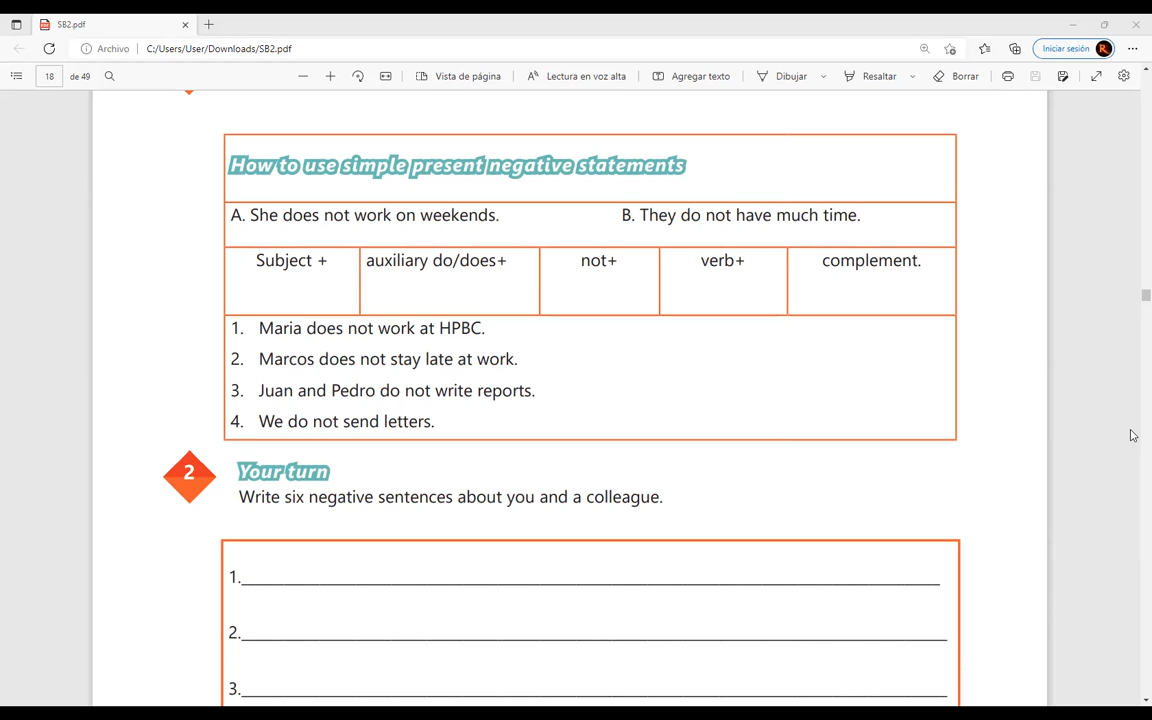 SB2.pdf
Archivo C:/Users/User/Downloads/SB2.pdf
Iniciar sesión R
18 de 49 Vista de página Lectura en voz alta Agregar texto Dibujar Resaltar Borrar
How to use simple present negative statements
A. She does not work on weekends. B. They do not have much time.
Subject + auxiliary do/does+ not+ verb+ complement.
1. Maria does not work at HPBC.
2. Marcos does not stay late at work.
3. Juan and Pedro do not write reports.
4. We do not send letters.
2 Your turn
Write six negative sentences about you and a colleague.
1.
2.
3.